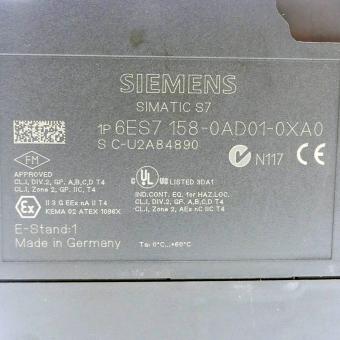 SIEMENS
SIMATIC S7
1P 6ES7 158-0AD01-0XA0
S C-U2A84890
FM
APPROVED
CL.I, DIV.2, GP. A,B,C,D T4
CL.I, Zone 2, GP. IIC, T4
II 3 G EEx nA II T4
KEMA 02 ATEX 1096X
E-Stand:1
Made in Germany
C UL US LISTED 3DA1
IND.CONT. EQ. for HAZ.LOC.
CL.I, DIV.2, GP. A,B,C,D T4
CL.I, Zone 2, AEx nC IIC T4
Ta: 0°C...+60°C
N117